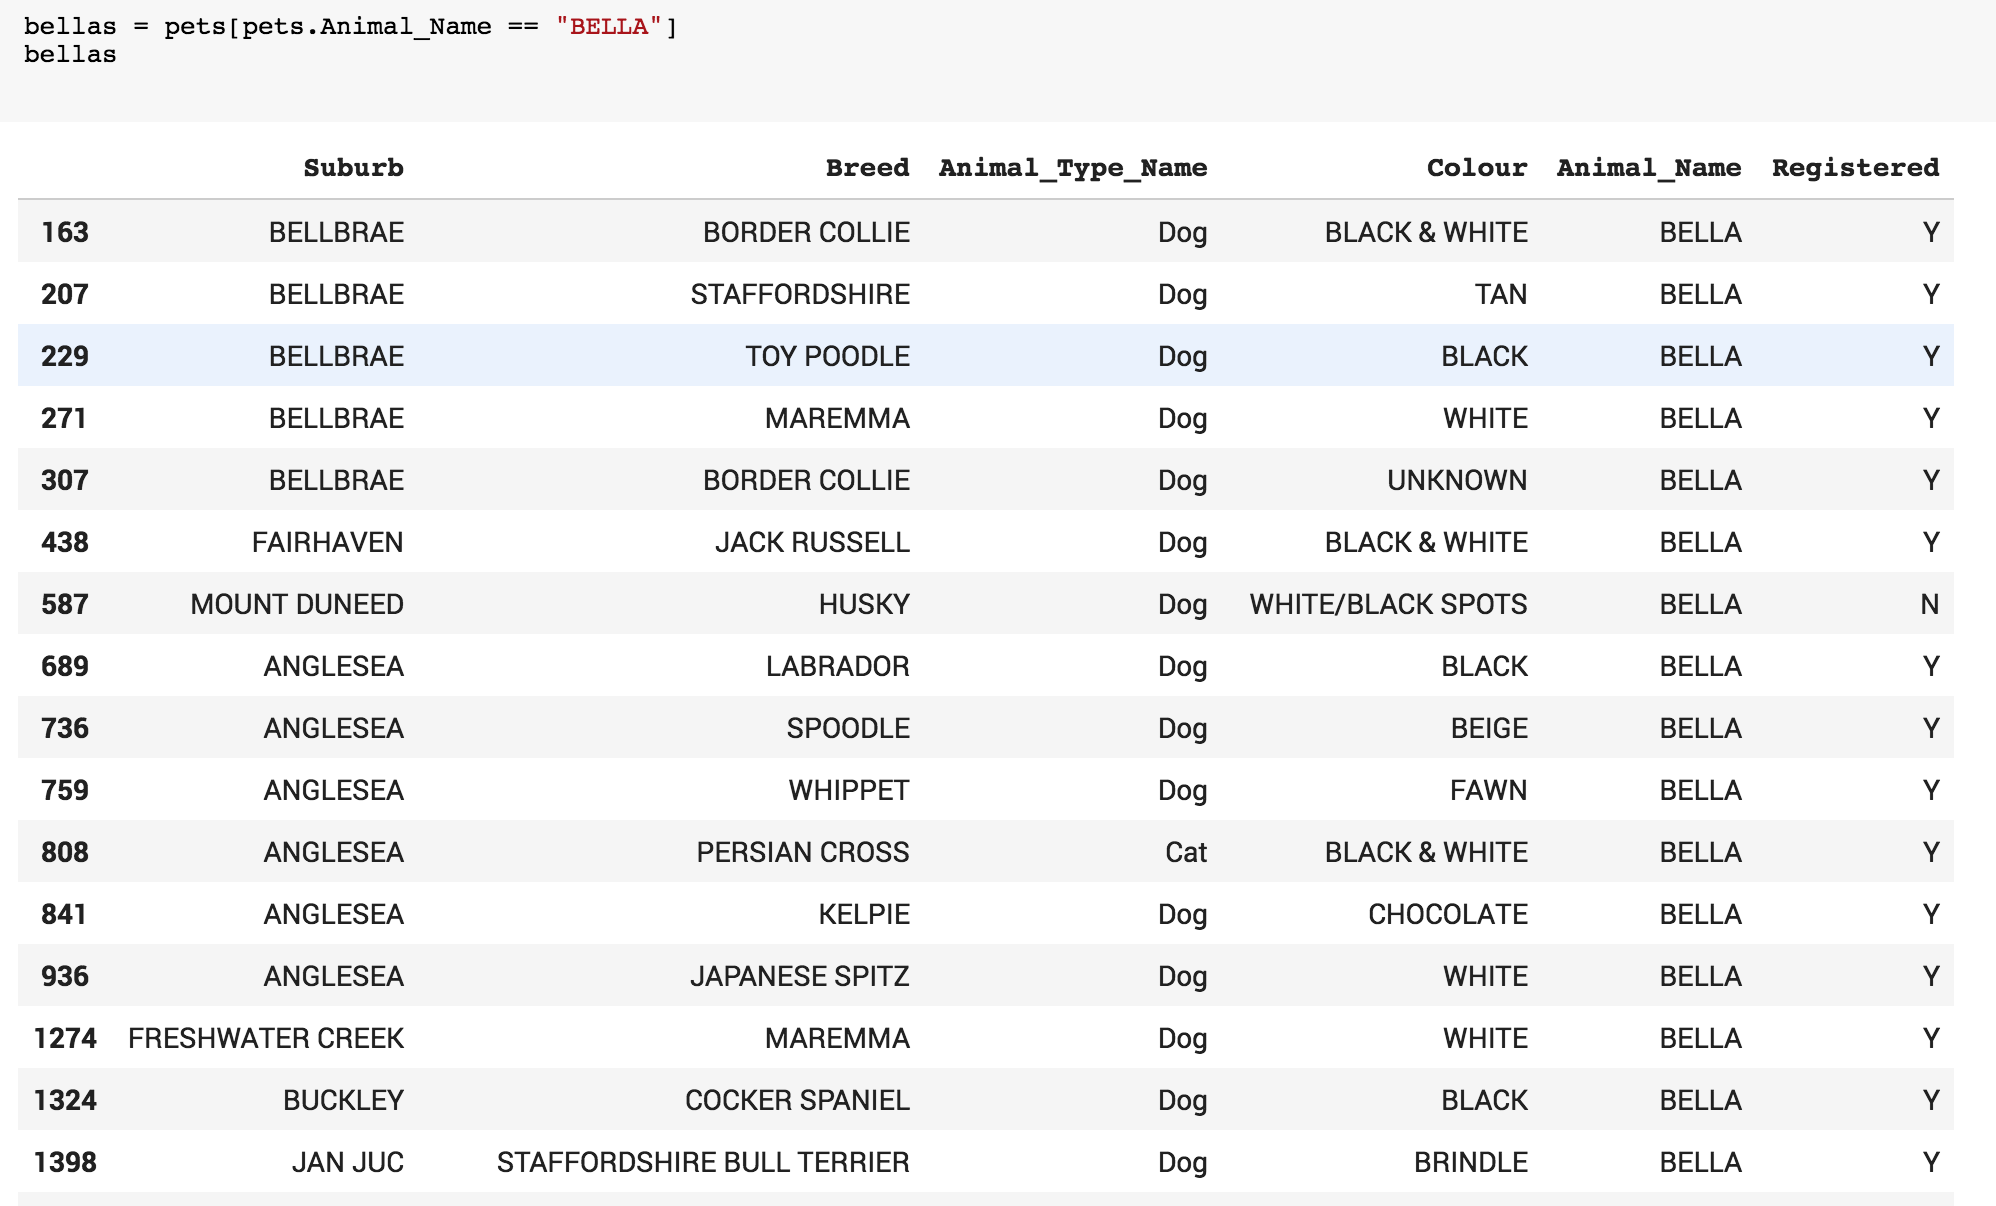 bellas = pets[pets.Animal_Name == "BELLA"]
bellas
Suburb Breed Animal_Type_Name Colour Animal_Name Registered
163 BELLBRAE BORDER COLLIE Dog BLACK & WHITE BELLA Y
207 BELLBRAE STAFFORDSHIRE Dog TAN BELLA Y
229 BELLBRAE TOY POODLE Dog BLACK BELLA Y
271 BELLBRAE MAREMMA Dog WHITE BELLA Y
307 BELLBRAE BORDER COLLIE Dog UNKNOWN BELLA Y
438 FAIRHAVEN JACK RUSSELL Dog BLACK & WHITE BELLA Y
587 MOUNT DUNEED HUSKY Dog WHITE/BLACK SPOTS BELLA N
689 ANGLESEA LABRADOR Dog BLACK BELLA Y
736 ANGLESEA SPOODLE Dog BEIGE BELLA Y
759 ANGLESEA WHIPPET Dog FAWN BELLA Y
808 ANGLESEA PERSIAN CROSS Cat BLACK & WHITE BELLA Y
841 ANGLESEA KELPIE Dog CHOCOLATE BELLA Y
936 ANGLESEA JAPANESE SPITZ Dog WHITE BELLA Y
1274 FRESHWATER CREEK MAREMMA Dog WHITE BELLA Y
1324 BUCKLEY COCKER SPANIEL Dog BLACK BELLA Y
1398 JAN JUC STAFFORDSHIRE BULL TERRIER Dog BRINDLE BELLA Y